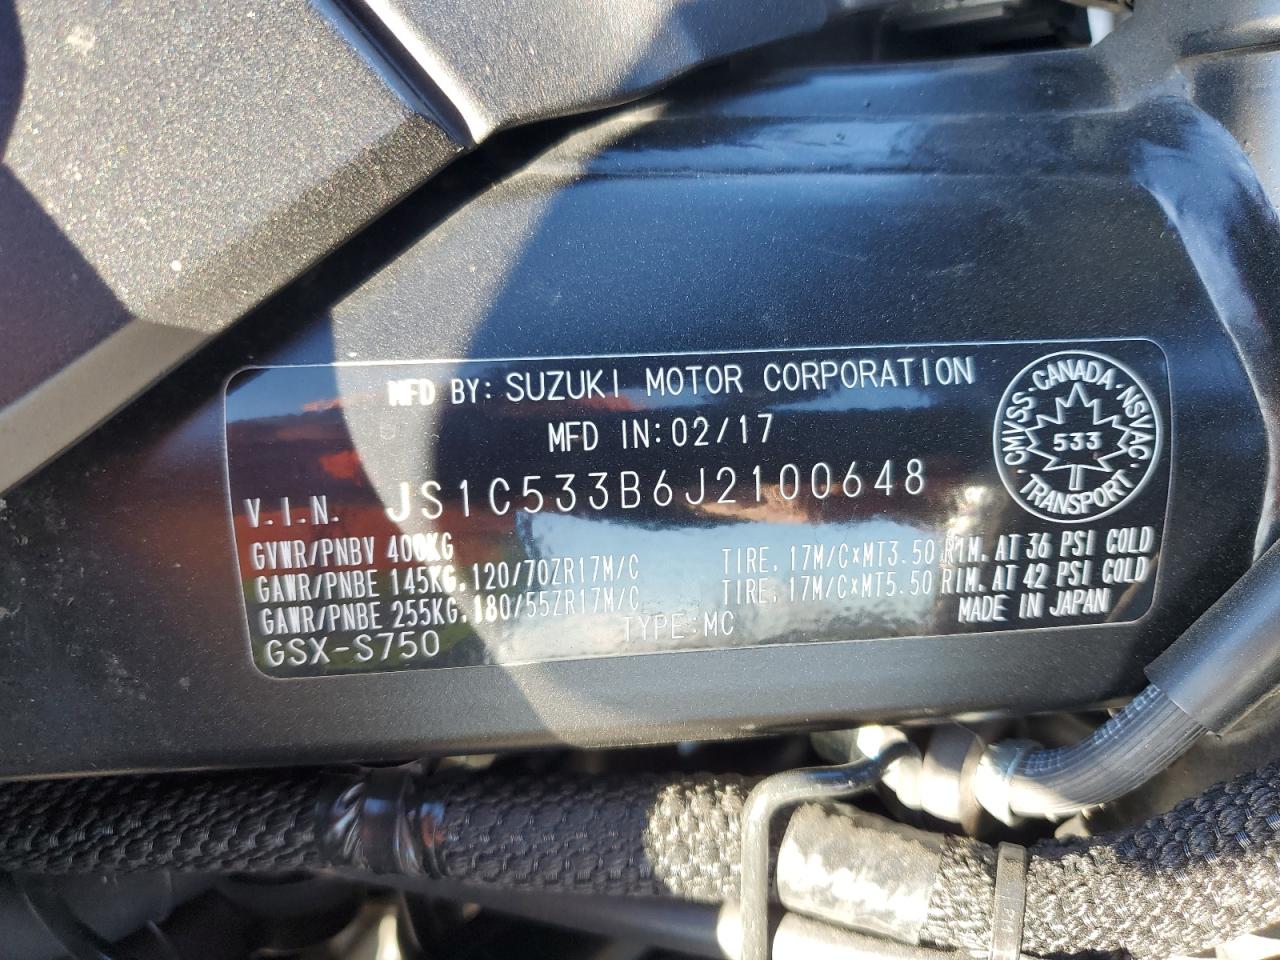 MFD BY: SUZUKI MOTOR CORPORATION
MFD IN: 02/17
V.I.N. JS1C533B6J2100648
GVWR/PNBV 400KG
GAWR/PNBE 145KG. 120/70ZR17M/C TIRE, 17M/C×MT3.50 RIM. AT 36 PSI COLD
GAWR/PNBE 255KG. 180/55ZR17M/C TIRE, 17M/C×MT5.50 RIM. AT 42 PSI COLD
GSX-S750 TYPE:MC MADE IN JAPAN
CMVSS · CANADA · NSVAC
533
TRANSPORT